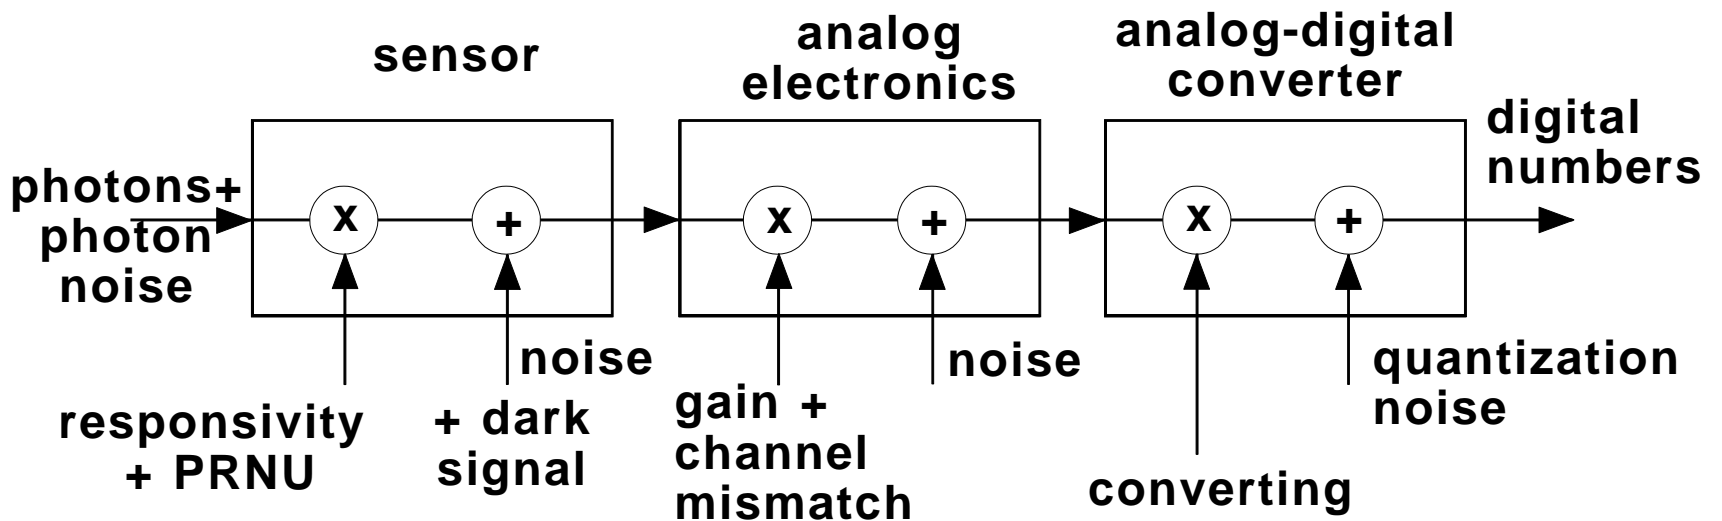 sensor
analog
electronics
analog-digital
converter
digital
numbers
photons+
photon
noise
x
+
x
+
x
+
responsivity
+ PRNU
noise
+ dark
signal
gain +
channel
mismatch
noise
converting
quantization
noise